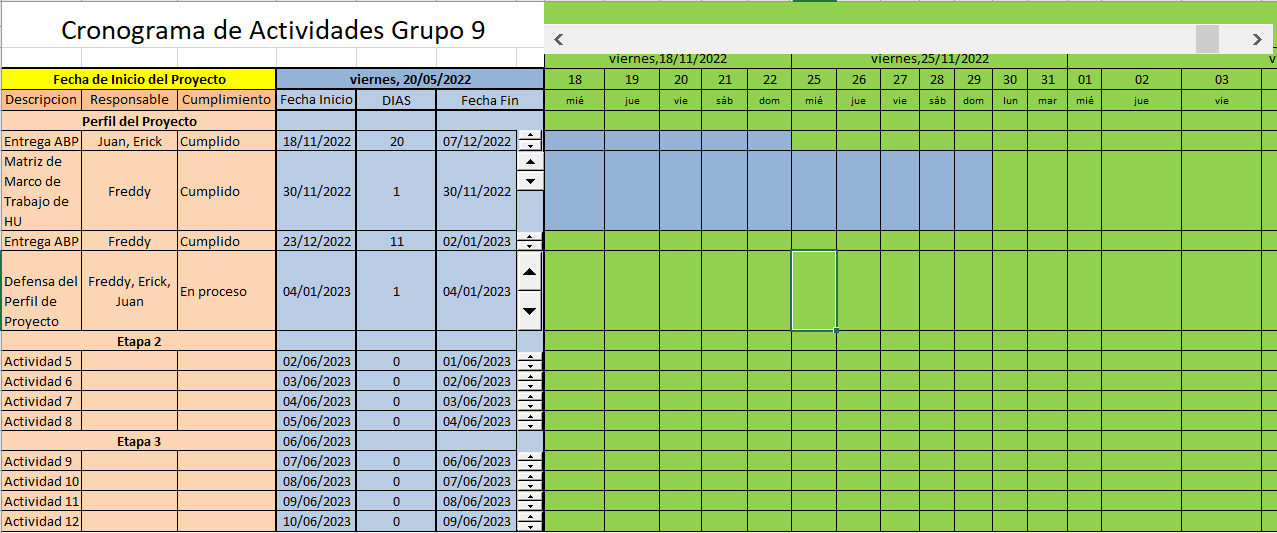 Cronograma de Actividades Grupo 9
viernes,18/11/2022 viernes,25/11/2022 v
Fecha de Inicio del Proyecto viernes, 20/05/2022 18 19 20 21 22 25 26 27 28 29 30 31 01 02 03
Descripcion Responsable Cumplimiento Fecha Inicio DIAS Fecha Fin mié jue vie sáb dom mié jue vie sáb dom lun mar mié jue vie
Perfil del Proyecto
Entrega ABP Juan, Erick Cumplido 18/11/2022 20 07/12/2022
Matriz de
Marco de
Trabajo de
HU
Freddy Cumplido 30/11/2022 1 30/11/2022
Entrega ABP Freddy Cumplido 23/12/2022 11 02/01/2023
Defensa del
Perfil de
Proyecto
Freddy, Erick,
Juan
En proceso 04/01/2023 1 04/01/2023
Etapa 2
Actividad 5 02/06/2023 0 01/06/2023
Actividad 6 03/06/2023 0 02/06/2023
Actividad 7 04/06/2023 0 03/06/2023
Actividad 8 05/06/2023 0 04/06/2023
Etapa 3 06/06/2023
Actividad 9 07/06/2023 0 06/06/2023
Actividad 10 08/06/2023 0 07/06/2023
Actividad 11 09/06/2023 0 08/06/2023
Actividad 12 10/06/2023 0 09/06/2023